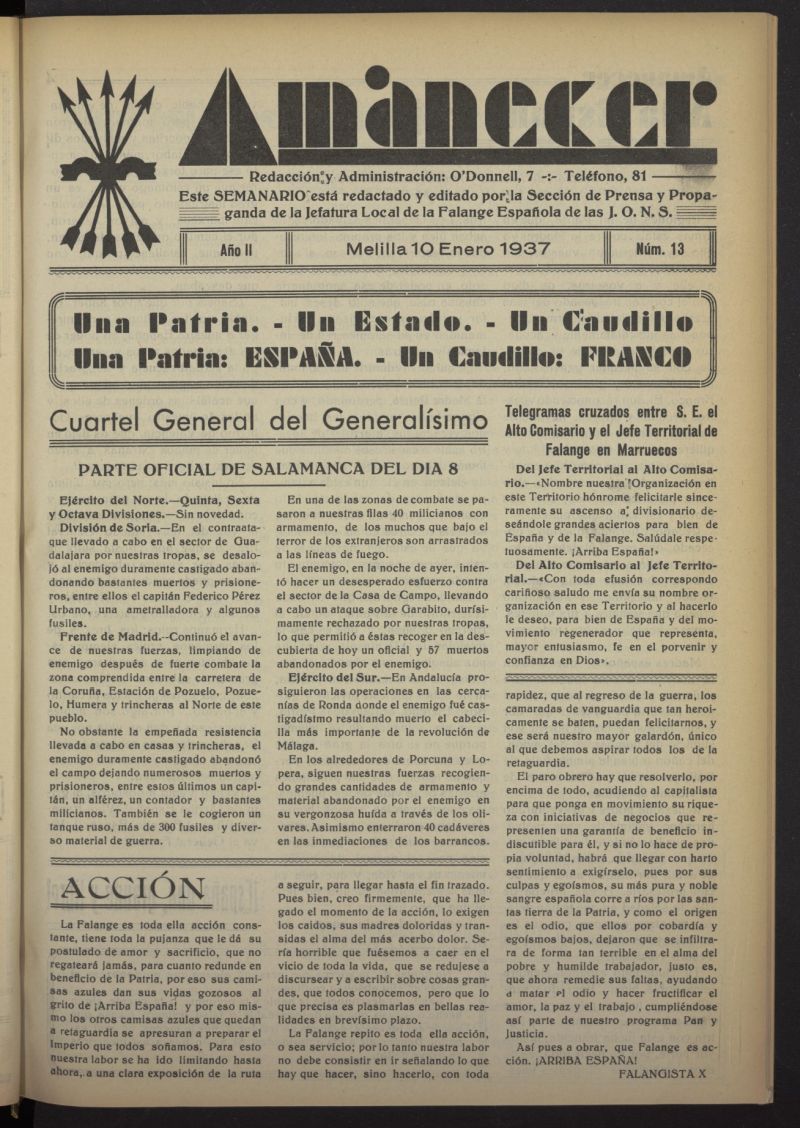 Amanecer
Redacción y Administración: O'Donnell, 7 -:- Teléfono, 81
Este SEMANARIO está redactado y editado por la Sección de Prensa y Propa-
ganda de la Jefatura Local de la Falange Española de las J. O. N. S.
Año II
Melilla 10 Enero 1937
Núm. 13
Una Patria. - Un Estado. - Un Caudillo
Una Patria: ESPAÑA. - Un Caudillo: FRANCO
Cuartel General del Generalísimo
PARTE OFICIAL DE SALAMANCA DEL DIA 8
Ejército del Norte.—Quinta, Sexta
y Octava Divisiones.—Sin novedad.
División de Soria.—En el contraata-
que llevado a cabo en el sector de Gua-
dalajara por nuestras tropas, se desalo-
jó al enemigo duramente castigado aban-
donando bastantes muertos y prisione-
ros, entre ellos el capitán Federico Pérez
Urbano, una ametralladora y algunos
fusiles.
Frente de Madrid.--Continuó el avan-
ce de nuestras fuerzas, limpiando de
enemigo después de fuerte combate la
zona comprendida entre la carretera de
la Coruña, Estación de Pozuelo, Pozue-
lo, Humera y trincheras al Norte de este
pueblo.
No obstante la empeñada resistencia
llevada a cabo en casas y trincheras, el
enemigo duramente castigado abandonó
el campo dejando numerosos muertos y
prisioneros, entre estos últimos un capi-
tán, un alférez, un contador y bastantes
milicianos. También se le cogieron un
tanque ruso, más de 300 fusiles y diver-
so material de guerra.
En una de las zonas de combate se pa-
saron a nuestras filas 40 milicianos con
armamento, de los muchos que bajo el
terror de los extranjeros son arrastrados
a las líneas de fuego.
El enemigo, en la noche de ayer, inten-
tó hacer un desesperado esfuerzo contra
el sector de la Casa de Campo, llevando
a cabo un ataque sobre Garabito, durísi-
mamente rechazado por nuestras tropas,
lo que permitió a éstas recoger en la des-
cubierta de hoy un oficial y 57 muertos
abandonados por el enemigo.
Ejército del Sur.—En Andalucía pro-
siguieron las operaciones en las cerca-
nías de Ronda donde el enemigo fué cas-
tigadísimo resultando muerto el cabeci-
lla más importante de la revolución de
Málaga.
En los alrededores de Porcuna y Lo-
pera, siguen nuestras fuerzas recogien-
do grandes cantidades de armamento y
material abandonado por el enemigo en
su vergonzosa huída a través de los oli-
vares. Asimismo enterraron 40 cadáveres
en las inmediaciones de los barrancos.
Telegramas cruzados entre S. E. el
Alto Comisario y el Jefe Territorial de
Falange en Marruecos
Del Jefe Territorial al Alto Comisa-
rio.—«Nombre nuestra Organización en
este Territorio hónrome felicitarle since-
ramente su ascenso a divisionario de-
seándole grandes aciertos para bien de
España y de la Falange. Salúdale respe-
tuosamente. ¡Arriba España!»
Del Alto Comisario al Jefe Territo-
rial.—«Con toda efusión correspondo
cariñoso saludo me envía su nombre or-
ganización en ese Territorio y al hacerlo
le deseo, para bien de España y del mo-
vimiento regenerador que representa,
mayor entusiasmo, fe en el porvenir y
confianza en Dios».
ACCIÓN
La Falange es toda ella acción cons-
tante, tiene toda la pujanza que le dá su
postulado de amor y sacrificio, que no
regateará jamás, para cuanto redunde en
beneficio de la Patria, por eso sus cami-
sas azules dan sus vidas gozosos al
grito de ¡Arriba España! y por eso mis-
mo los otros camisas azules que quedan
a retaguardia se apresuran a preparar el
Imperio que todos soñamos. Para esto
nuestra labor se ha ido limitando hasta
ahora, a una clara exposición de la ruta
a seguir, para llegar hasta el fin trazado.
Pues bien, creo firmemente, que ha lle-
gado el momento de la acción, lo exigen
los caidos, sus madres doloridas y tran-
sidas el alma del más acerbo dolor. Se-
ría horrible que fuésemos a caer en el
vicio de toda la vida, que se redujese a
discursear y a escribir sobre cosas gran-
des, que todos conocemos, pero que lo
que precisa es plasmarlas en bellas rea-
lidades en brevísimo plazo.
La Falange repito es toda ella acción,
o sea servicio; por lo tanto nuestra labor
no debe consistir en ir señalando lo que
hay que hacer, sino hacerlo, con toda
rapidez, que al regreso de la guerra, los
camaradas de vanguardia que tan heroi-
camente se baten, puedan felicitarnos, y
ese será nuestro mayor galardón, único
al que debemos aspirar todos los de la
retaguardia.
El paro obrero hay que resolverlo, por
encima de todo, acudiendo al capitalista
para que ponga en movimiento su rique-
za con iniciativas de negocios que re-
presenten una garantía de beneficio in-
discutible para él, y si no lo hace de pro-
pia voluntad, habrá que llegar con harto
sentimiento a exigírselo, pues por sus
culpas y egoísmos, su más pura y noble
sangre española corre a ríos por las san-
tas tierra de la Patria, y como el origen
es el odio, que ellos por cobardía y
egoísmos bajos, dejaron que se infiltra-
ra de forma tan terrible en el alma del
pobre y humilde trabajador, justo es,
que ahora remedie sus faltas, ayudando
a matar el odio y hacer fructificar el
amor, la paz y el trabajo, cumpliéndose
así parte de nuestro programa Pan y
Justicia.
Así pues a obrar, que Falange es ac-
ción. ¡ARRIBA ESPAÑA!
FALANGISTA X